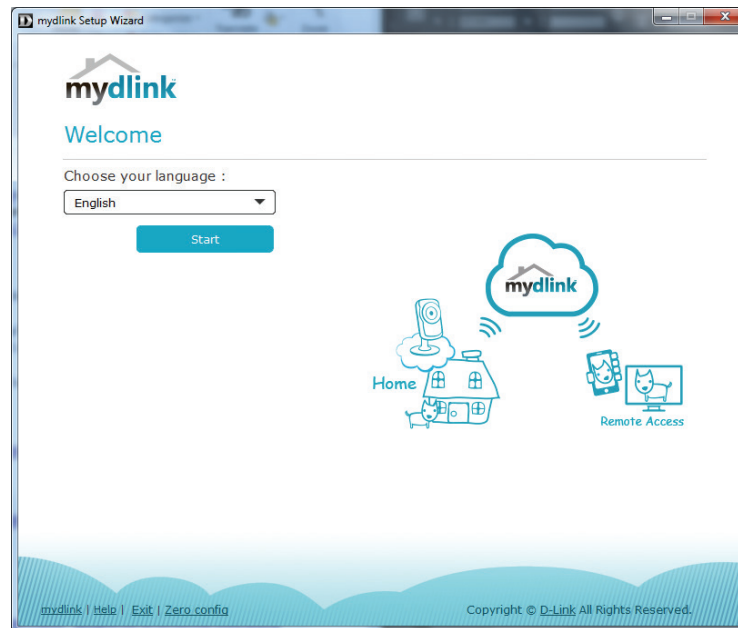 mydlink Setup Wizard
mydlink
Welcome
Choose your language :
English
Start
mydlink
Home
Remote Access
mydlink | Help | Exit | Zero config
Copyright © D-Link All Rights Reserved.